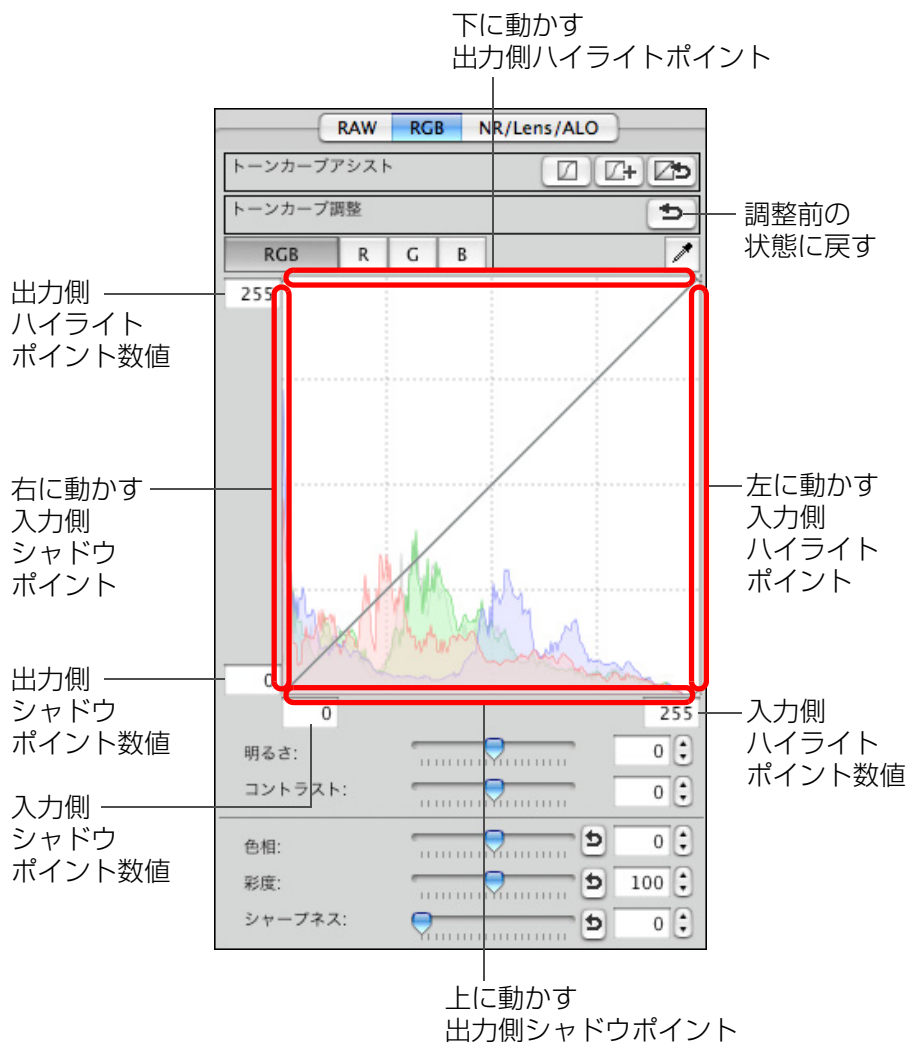 下に動かす
出力側ハイライトポイント
RAW RGB NR/Lens/ALO
トーンカーブアシスト
トーンカーブ調整
調整前の
状態に戻す
RGB R G B
出力側
ハイライト
ポイント数値
255
右に動かす
入力側
シャドウ
ポイント
左に動かす
入力側
ハイライト
ポイント
出力側
シャドウ
ポイント数値
0
0 255
入力側
ハイライト
ポイント数値
明るさ: 0
コントラスト: 0
入力側
シャドウ
ポイント数値
色相: 0
彩度: 100
シャープネス: 0
上に動かす
出力側シャドウポイント